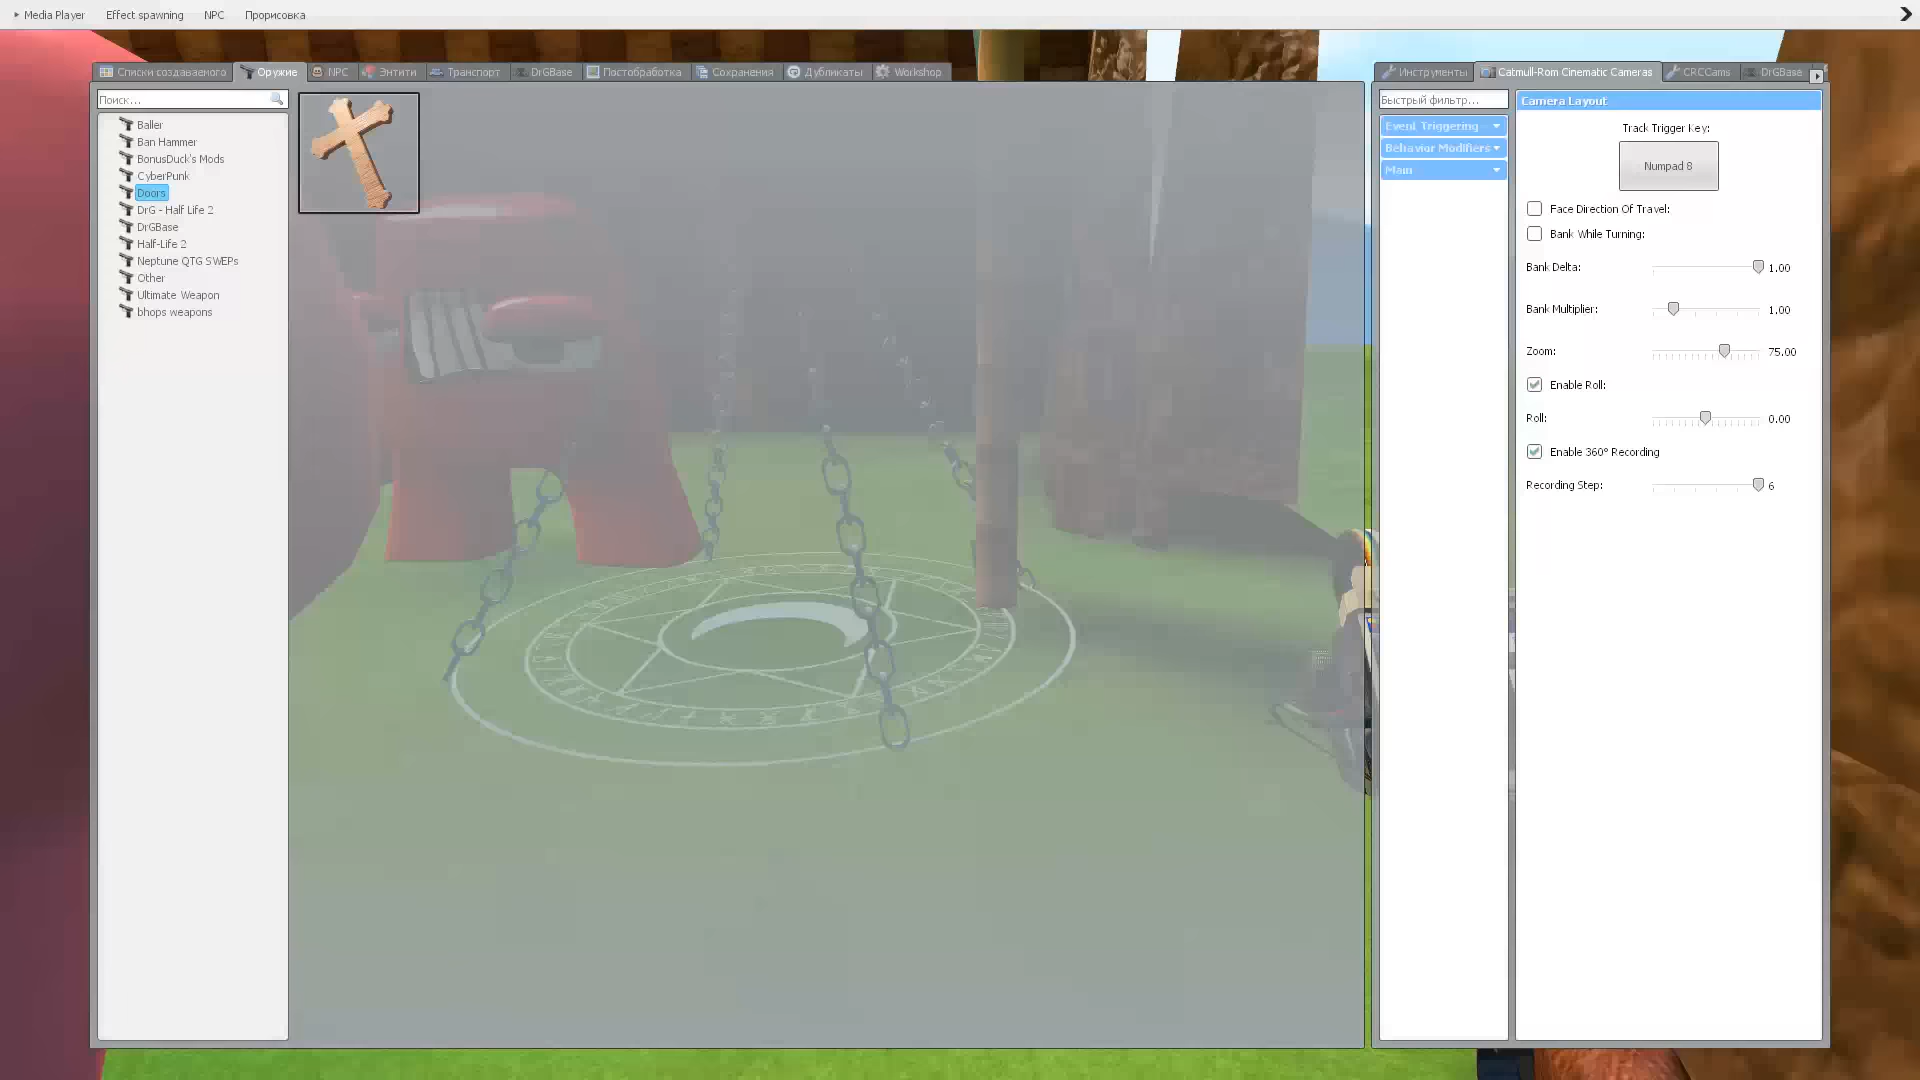 Media Player Effect spawning NPC Прорисовка
Списки создаваемого Оружие NPC Энтити Транспорт DrGBase Постобработка Сохранения Дубликаты Workshop
Поиск...
Baller
Ban Hammer
BonusDuck's Mods
CyberPunk
Doors
DrG - Half Life 2
DrGBase
Half-Life 2
Neptune QTG SWEPs
Other
Ultimate Weapon
bhops weapons
Инструменты Catmull-Rom Cinematic Cameras CRCCams DrGBase
Быстрый фильтр...
Event Triggering
Behavior Modifiers
Main
Camera Layout
Track Trigger Key:
Numpad 8
Face Direction Of Travel:
Bank While Turning:
Bank Delta: 1.00
Bank Multiplier: 1.00
Zoom: 75.00
Enable Roll:
Roll: 0.00
Enable 360° Recording
Recording Step: 6